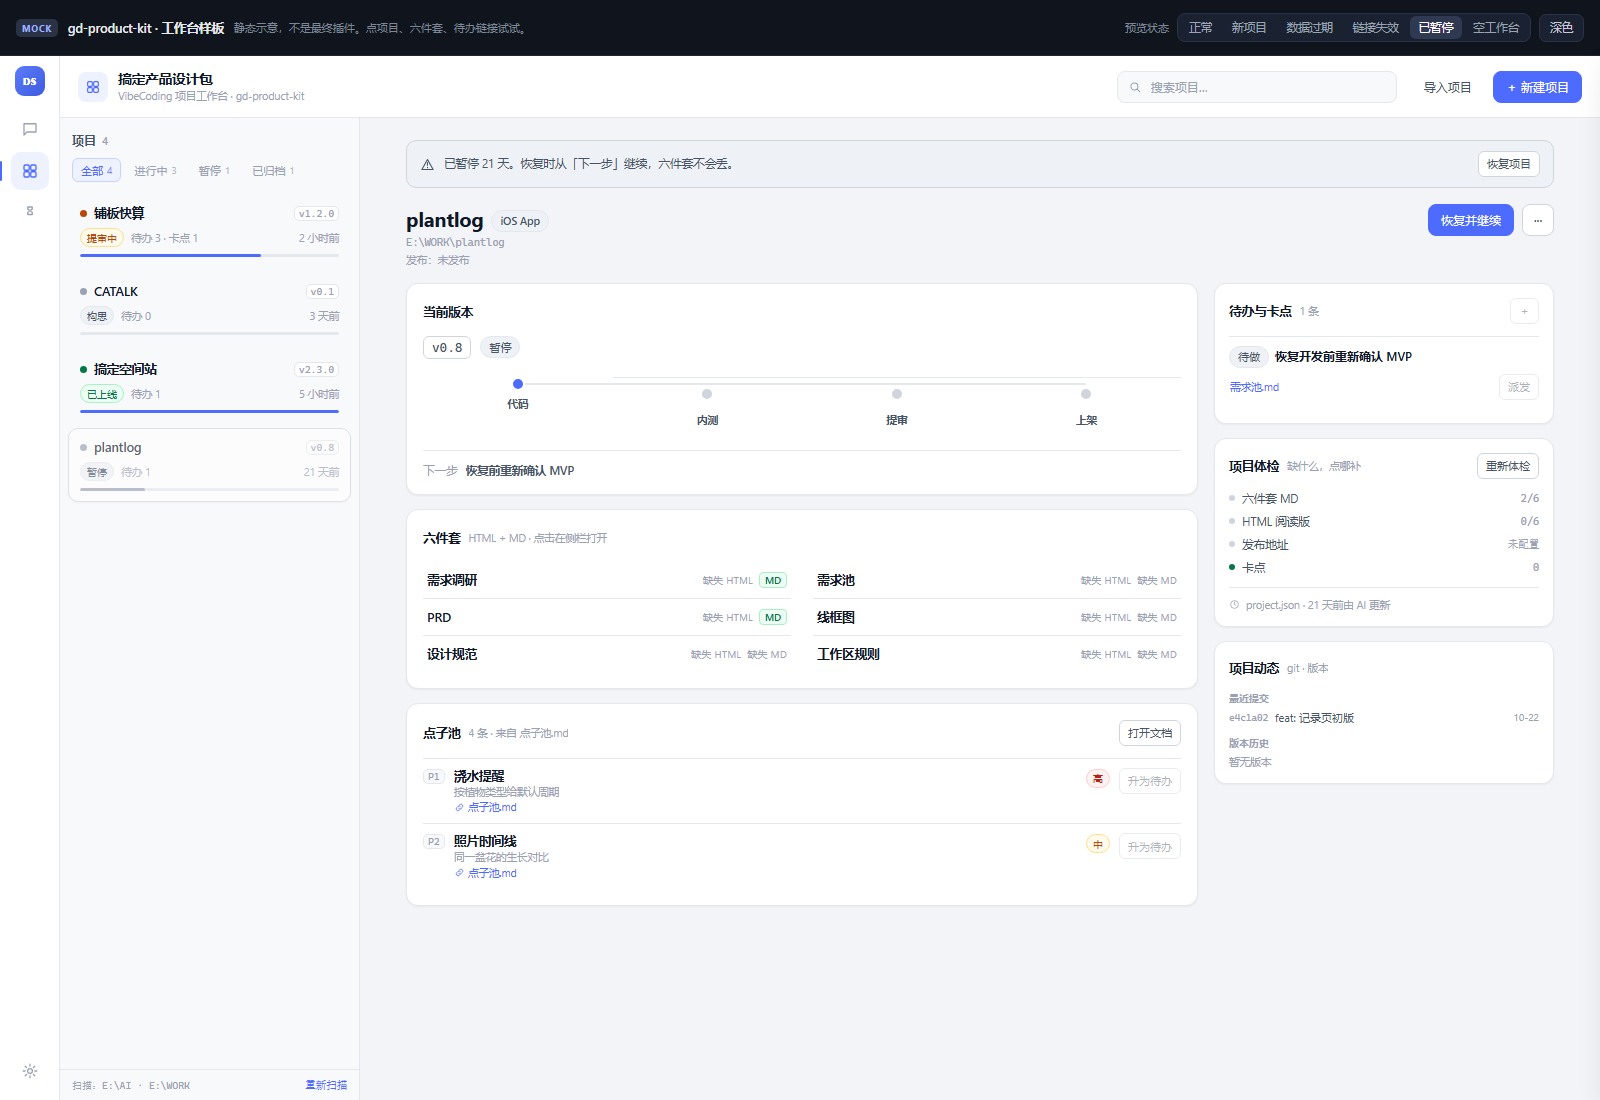 MOCK gd-product-kit · 工作台样板 静态示意，不是最终插件。点项目、六件套、待办链接试试。 预览状态 正常 新项目 数据过期 链接失效 已暂停 空工作台 深色
DS
搞定产品设计包
VibeCoding 项目工作台 · gd-product-kit
搜索项目...
导入项目
+ 新建项目
项目 4
全部 4 进行中 3 暂停 1 已归档 1
铺板快算 v1.2.0
提审中 待办 3 · 卡点 1 2 小时前
CATALK v0.1
构思 待办 0 3 天前
搞定空间站 v2.3.0
已上线 待办 1 5 小时前
plantlog v0.8
暂停 待办 1 21 天前
扫描: E:\AI · E:\WORK 重新扫描
已暂停 21 天。恢复时从「下一步」继续，六件套不会丢。 恢复项目
plantlog iOS App
E:\WORK\plantlog
发布：未发布
恢复并继续 ...
当前版本
v0.8 暂停
代码 内测 提审 上架
下一步 恢复前重新确认 MVP
六件套 HTML + MD · 点击在侧栏打开
需求调研 缺失 HTML MD
需求池 缺失 HTML 缺失 MD
PRD 缺失 HTML MD
线框图 缺失 HTML 缺失 MD
设计规范 缺失 HTML 缺失 MD
工作区规则 缺失 HTML 缺失 MD
点子池 4 条 · 来自 点子池.md 打开文档
P1 浇水提醒 高 升为待办
按植物类型给默认周期
点子池.md
P2 照片时间线 中 升为待办
同一盆花的生长对比
点子池.md
待办与卡点 1 条 +
待做 恢复开发前重新确认 MVP
需求池.md 派发
项目体检 缺什么，点哪补 重新体检
六件套 MD 2/6
HTML 阅读版 0/6
发布地址 未配置
卡点 0
project.json · 21 天前由 AI 更新
项目动态 git · 版本
最近提交
e4c1a02 feat: 记录页初版 10-22
版本历史
暂无版本